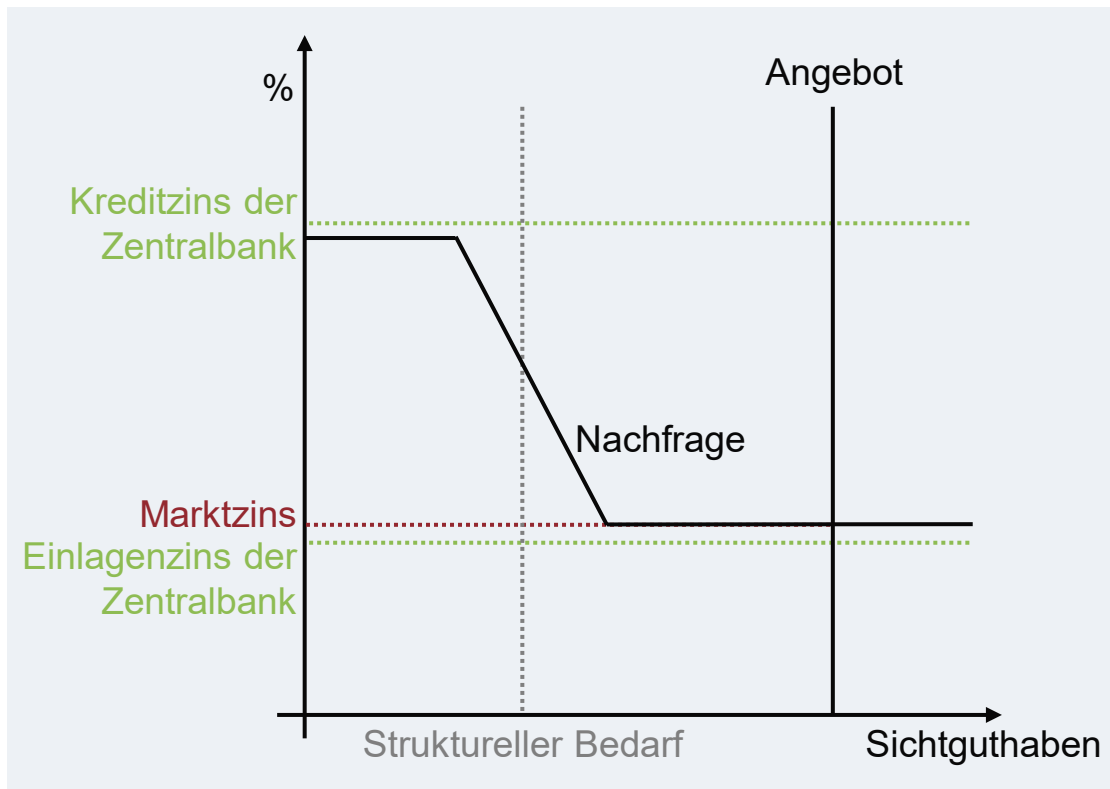 %
Angebot
Kreditzins der
Zentralbank
Nachfrage
Marktzins
Einlagenzins der
Zentralbank
Struktureller Bedarf
Sichtguthaben